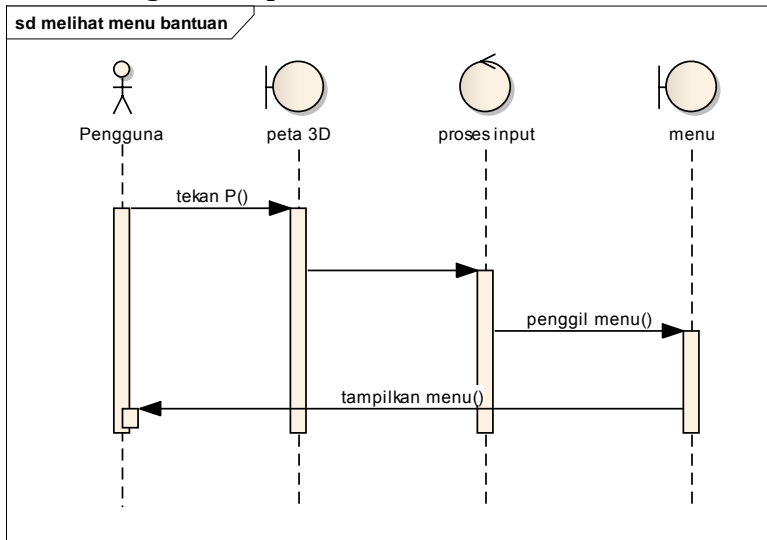 sd melihat menu bantuan
Pengguna
peta 3D
proses input
menu
tekan P()
penggil menu()
tampilkan menu()